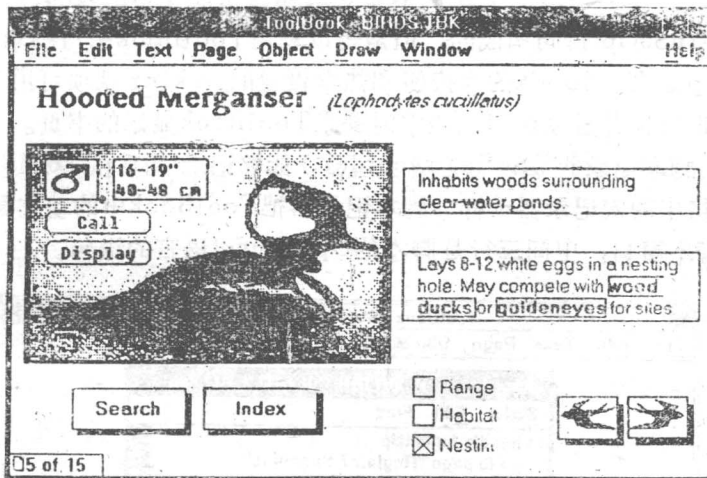 ToolBook - BIRDS.TBK
File Edit Text Page Object Draw Window Help
Hooded Merganser (Lophodytes cucullatus)
♂ 16-19"
40-48 cm
Call
Display
Inhabits woods surrounding
clear-water ponds.
Lays 8-12 white eggs in a nesting
hole. May compete with wood
ducks or goldeneyes for sites
Search Index
Range
Habitat
Nestin
5 of 15